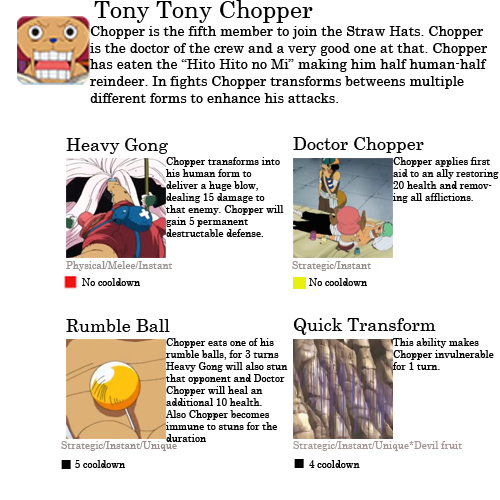 Tony Tony Chopper
Chopper is the fifth member to join the Straw Hats. Chopper
is the doctor of the crew and a very good one at that. Chopper
has eaten the “Hito Hito no Mi” making him half human-half
reindeer. In fights Chopper transforms betweens multiple
different forms to enhance his attacks.
Heavy Gong
Chopper transforms into
his human form to
deliver a huge blow,
dealing 15 damage to
that enemy. Chopper will
gain 5 permanent
destructable defense.
Physical/Melee/Instant
No cooldown
Doctor Chopper
Chopper applies first
aid to an ally restoring
20 health and remov-
ing all afflictions.
Strategic/Instant
No cooldown
Rumble Ball
Chopper eats one of his
rumble balls, for 3 turns
Heavy Gong will also stun
that opponent and Doctor
Chopper will heal an
additional 10 health.
Also Chopper becomes
immune to stuns for the
duration
Strategic/Instant/Unique
5 cooldown
Quick Transform
This ability makes
Chopper invulnerable
for 1 turn.
Strategic/Instant/Unique*Devil fruit
4 cooldown